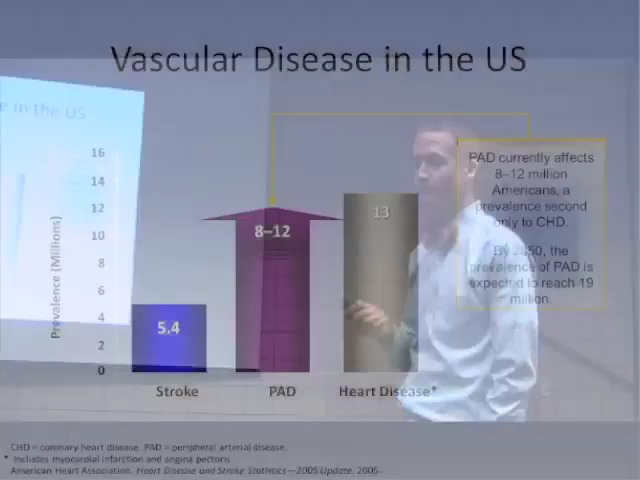 Vascular Disease in the US
e in the US
16
14
12
10
8
6
4
2
0
Prevalence (Millions)
5.4
8–12
13
Stroke
PAD
Heart Disease*
PAD currently affects
8–12 million
Americans, a
prevalence second
only to CHD.
By 2050, the
prevalence of PAD is
expected to reach 19
million.
CHD = coronary heart disease. PAD = peripheral arterial disease.
* Includes myocardial infarction and angina pectoris
American Heart Association. Heart Disease and Stroke Statistics—2005 Update. 2005.